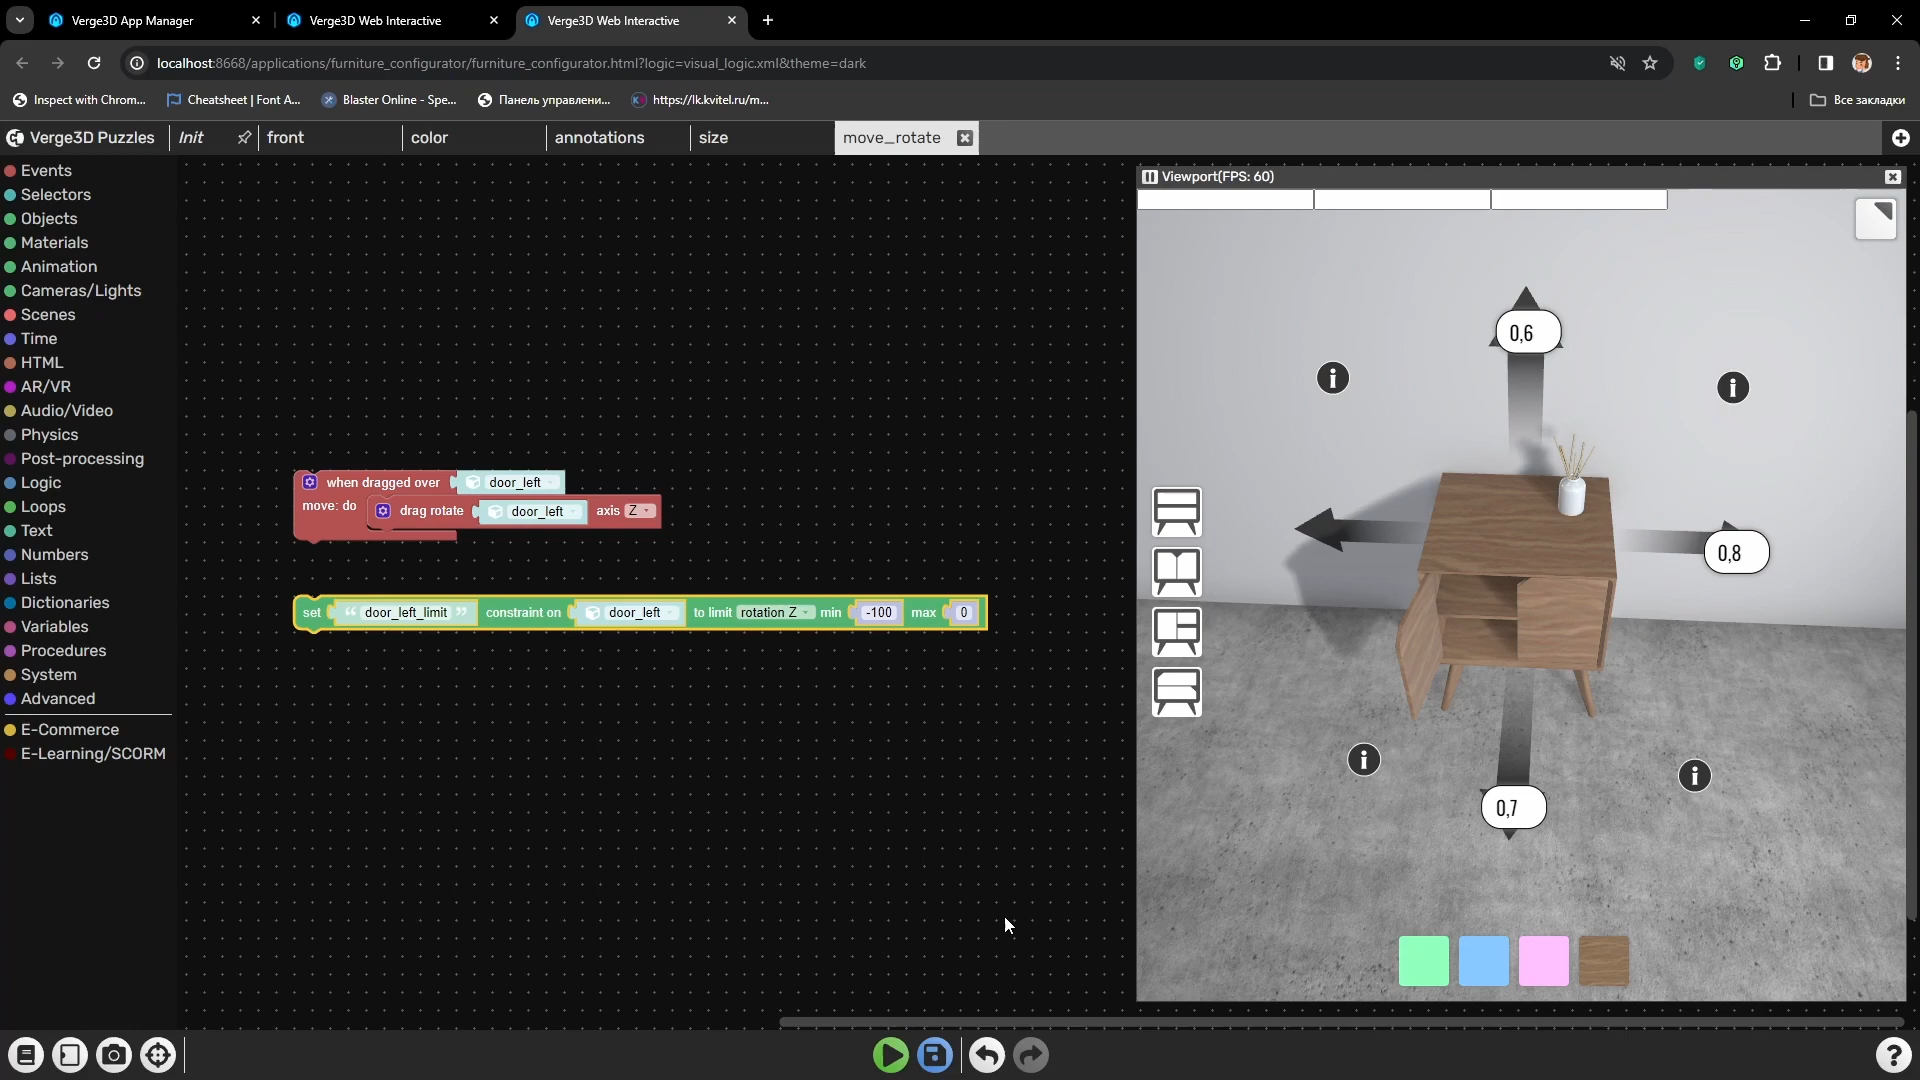 Verge3D App Manager
Verge3D Web Interactive
Verge3D Web Interactive
localhost:8668/applications/furniture_configurator/furniture_configurator.html?logic=visual_logic.xml&theme=dark
Inspect with Chrom...
Cheatsheet | Font A...
Blaster Online - Spe...
Панель управлени...
https://lk.kvitel.ru/m...
Все закладки
Verge3D Puzzles
Init
front
color
annotations
size
move_rotate
Events
Selectors
Objects
Materials
Animation
Cameras/Lights
Scenes
Time
HTML
AR/VR
Audio/Video
Physics
Post-processing
Logic
Loops
Text
Numbers
Lists
Dictionaries
Variables
Procedures
System
Advanced
E-Commerce
E-Learning/SCORM
when dragged over door_left
move: do drag rotate door_left axis Z
set “ door_left_limit ” constraint on door_left to limit rotation Z min -100 max 0
Viewport(FPS: 60)
0,6
0,8
0,7